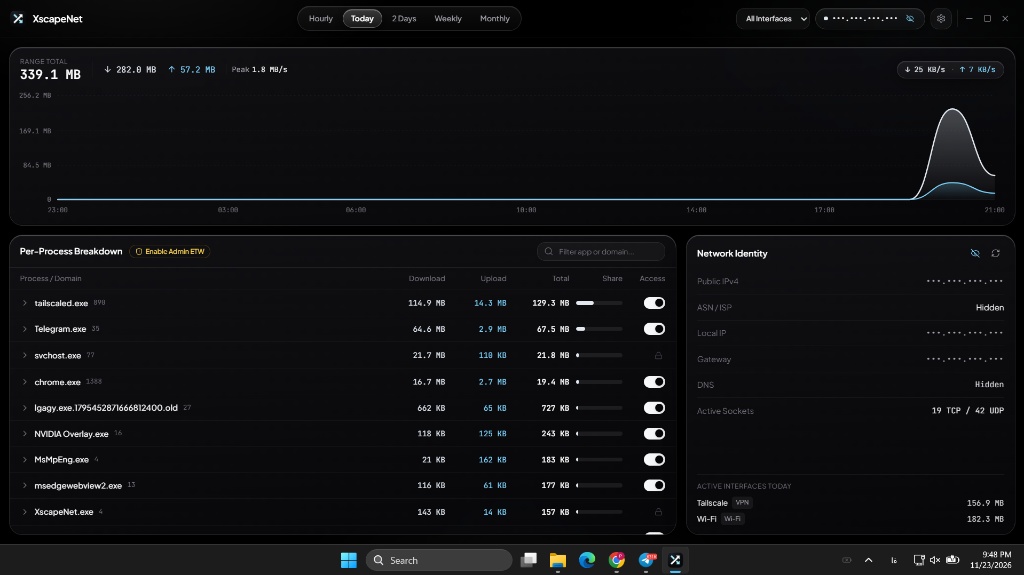 XscapeNet
Hourly Today 2 Days Weekly Monthly
All Interfaces •••.•••.•••.•••
RANGE TOTAL
339.1 MB ↓ 282.0 MB ↑ 57.2 MB Peak 1.8 MB/s
↓ 25 KB/s · ↑ 7 KB/s
256.2 MB
169.1 MB
84.5 MB
0
23:00 03:00 06:00 10:00 14:00 17:00 21:00
Per-Process Breakdown Enable Admin ETW Filter app or domain...
Process / Domain Download Upload Total Share Access
tailscaled.exe 898 114.9 MB 14.3 MB 129.3 MB
Telegram.exe 35 64.6 MB 2.9 MB 67.5 MB
svchost.exe 77 21.7 MB 110 KB 21.8 MB
chrome.exe 1388 16.7 MB 2.7 MB 19.4 MB
lgagy.exe.1795452871666812400.old 27 662 KB 65 KB 727 KB
NVIDIA Overlay.exe 16 118 KB 125 KB 243 KB
MsMpEng.exe 4 21 KB 162 KB 183 KB
msedgewebview2.exe 13 116 KB 61 KB 177 KB
XscapeNet.exe 4 143 KB 14 KB 157 KB
Network Identity
Public IPv4 •••.•••.•••.•••
ASN / ISP Hidden
Local IP •••.•••.•••.•••
Gateway •••.•••.•••.•••
DNS Hidden
Active Sockets 19 TCP / 42 UDP
ACTIVE INTERFACES TODAY
Tailscale VPN 156.9 MB
Wi-Fi Wi-Fi 182.3 MB
Search
9:48 PM
11/23/2026